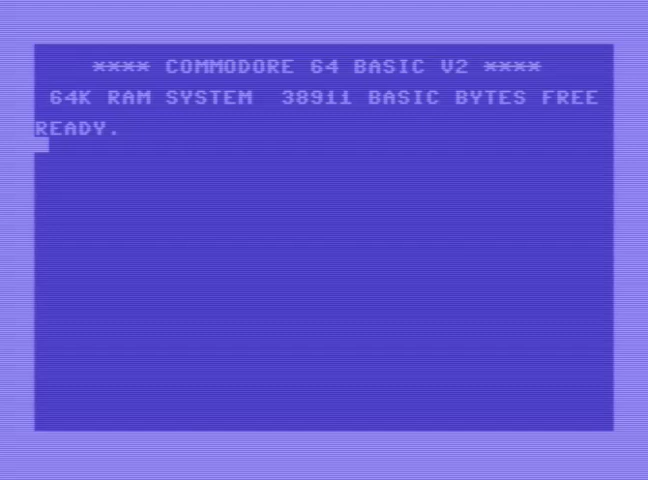 **** COMMODORE 64 BASIC V2 ****
64K RAM SYSTEM  38911 BASIC BYTES FREE
READY.